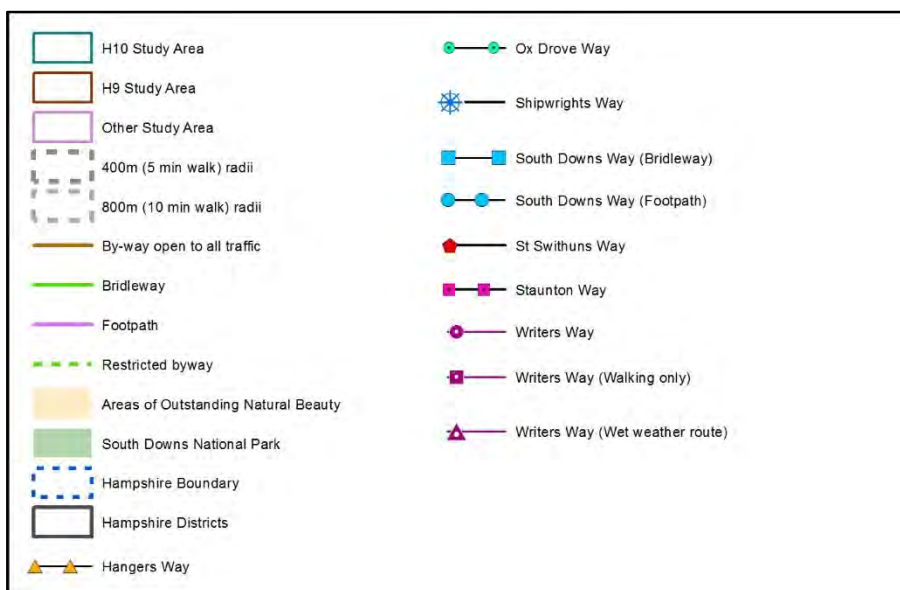 H10 Study Area
H9 Study Area
Other Study Area
400m (5 min walk) radii
800m (10 min walk) radii
By-way open to all traffic
Bridleway
Footpath
Restricted byway
Areas of Outstanding Natural Beauty
South Downs National Park
Hampshire Boundary
Hampshire Districts
Hangers Way
Ox Drove Way
Shipwrights Way
South Downs Way (Bridleway)
South Downs Way (Footpath)
St Swithuns Way
Staunton Way
Writers Way
Writers Way (Walking only)
Writers Way (Wet weather route)